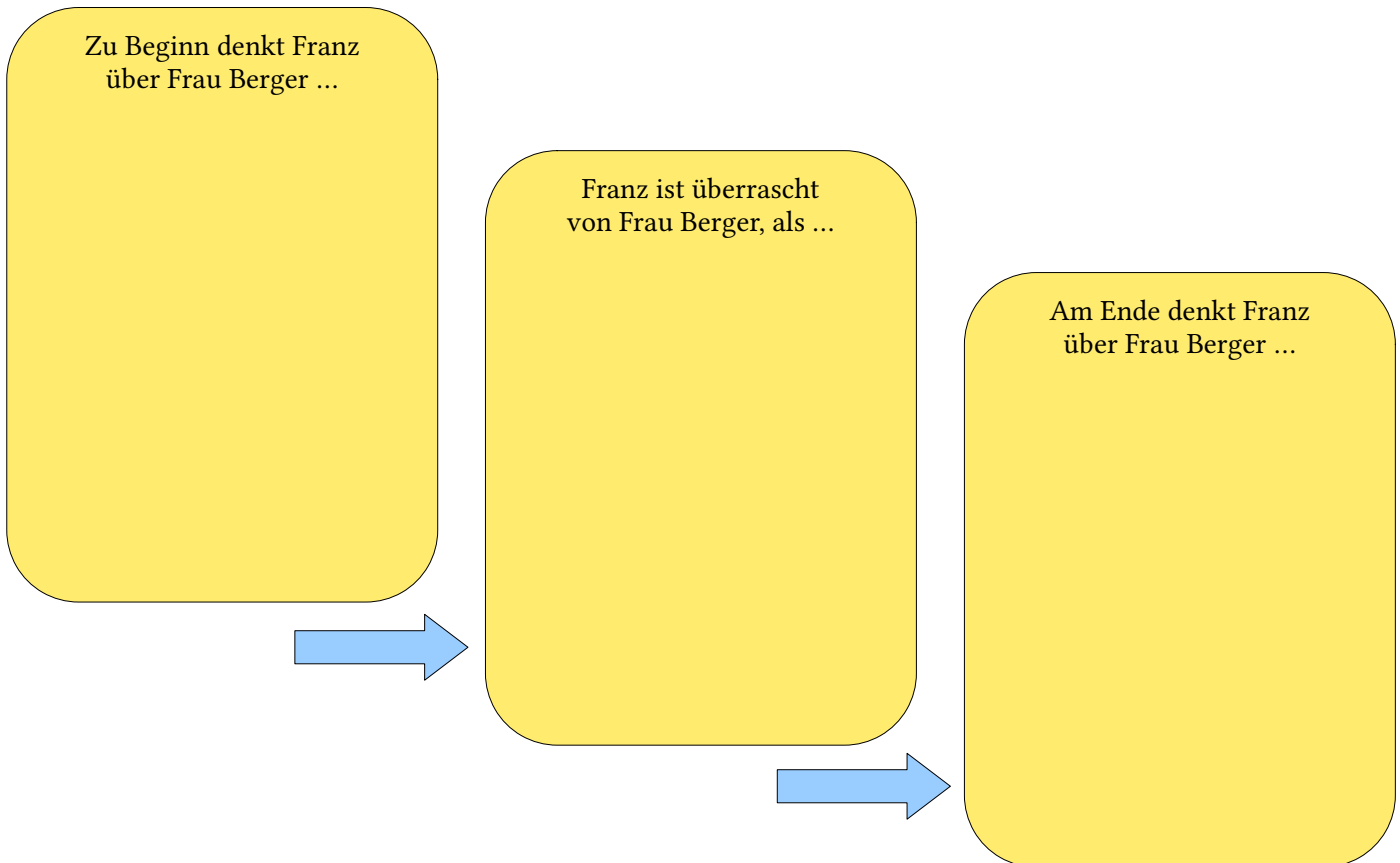 Zu Beginn denkt Franz
über Frau Berger …
Franz ist überrascht
von Frau Berger, als …
Am Ende denkt Franz
über Frau Berger …